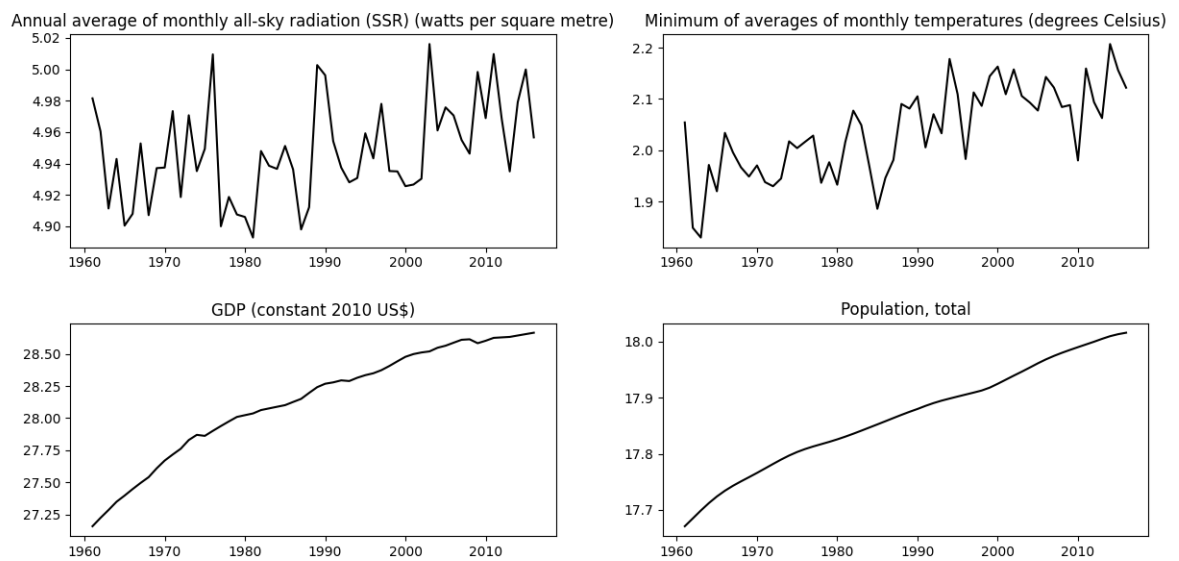 Annual average of monthly all-sky radiation (SSR) (watts per square metre)
5.02
5.00
4.98
4.96
4.94
4.92
4.90
1960 1970 1980 1990 2000 2010
Minimum of averages of monthly temperatures (degrees Celsius)
2.2
2.1
2.0
1.9
1960 1970 1980 1990 2000 2010
GDP (constant 2010 US$)
28.50
28.25
28.00
27.75
27.50
27.25
1960 1970 1980 1990 2000 2010
Population, total
18.0
17.9
17.8
17.7
1960 1970 1980 1990 2000 2010